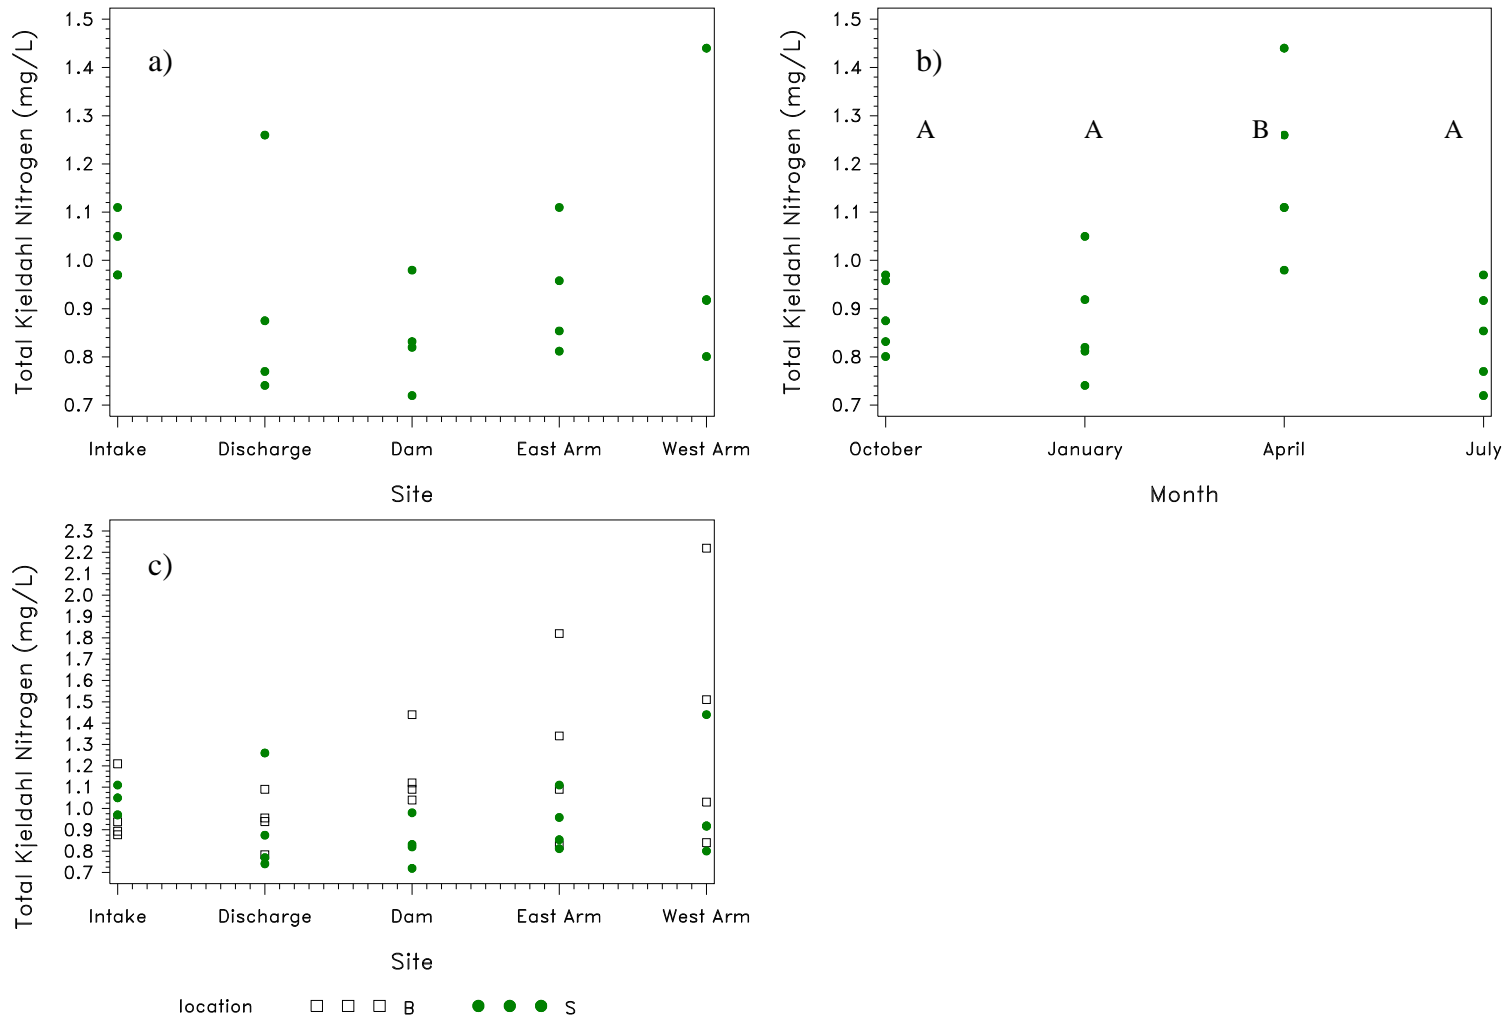 Total Kjeldahl Nitrogen (mg/L)
a)
1.5
1.4
1.3
1.2
1.1
1.0
0.9
0.8
0.7
Intake Discharge Dam East Arm West Arm
Site
Total Kjeldahl Nitrogen (mg/L)
b)
1.5
1.4
1.3
1.2
1.1
1.0
0.9
0.8
0.7
A A B A
October January April July
Month
Total Kjeldahl Nitrogen (mg/L)
c)
2.3
2.2
2.1
2.0
1.9
1.8
1.7
1.6
1.5
1.4
1.3
1.2
1.1
1.0
0.9
0.8
0.7
Intake Discharge Dam East Arm West Arm
Site
location B S